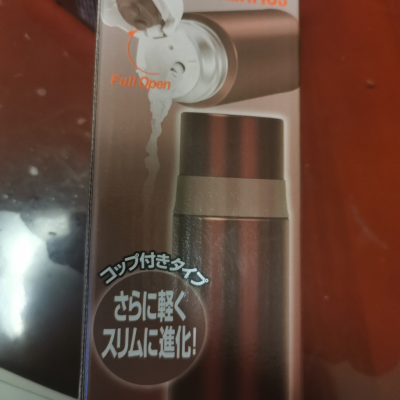 Full Open
コップ付きタイプ
さらに軽く
スリムに進化!